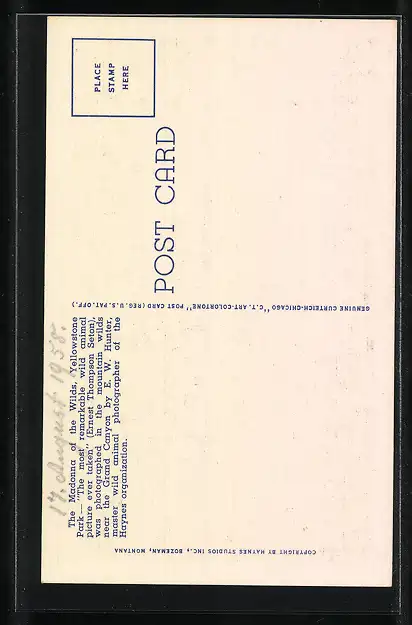 17. August 1958.
The Madonna of the Wilds, Yellowstone
Park — "The most remarkable wild animal
picture ever taken" (Ernest Thompson Seton),
was photographed in the mountain wilds
near the Grand Canyon by E. W. Hunter,
master wild animal photographer of the
Haynes organization.
POST CARD
PLACE
STAMP
HERE
GENUINE CURTEICH-CHICAGO "C.T. ART-COLORTONE" POST CARD (REG. U.S. PAT. OFF.)
COPYRIGHT BY HAYNES STUDIOS INC., BOZEMAN, MONTANA